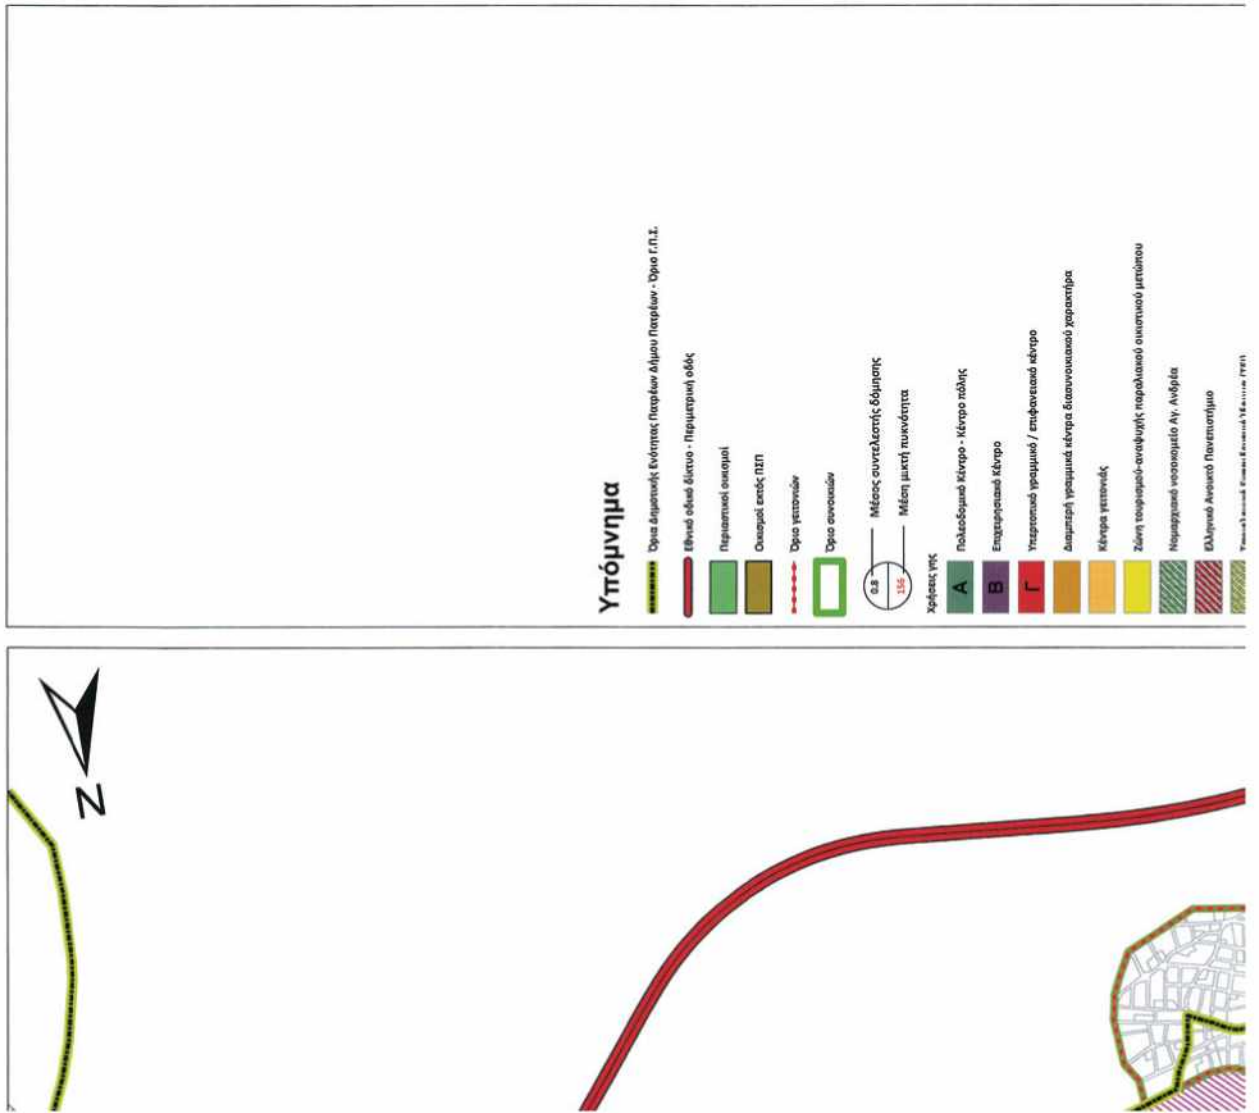 Υπόμνημα
Όρια Δημοτικής Ενότητας Πατρέων Δήμου Πατρέων - Όριο Γ.Π.Σ.
Εθνικό οδικό δίκτυο - Περιμετρική οδός
Περιαστικοί οικισμοί
Οικισμοί εκτός ΠΣΠ
Όριο γειτονιών
Όριο συνοικιών
0.8
Μέσος συντελεστής δόμησης
156
Μέση μικτή πυκνότητα
Χρήσεις γης
Α Πολεοδομικό Κέντρο - Κέντρο πόλης
Β Επιχειρησιακό Κέντρο
Γ Υπερτοπικό γραμμικό / επιφανειακό κέντρο
Διαμπερή γραμμικά κέντρα διασυνοικιακού χαρακτήρα
Κέντρα γειτονιάς
Ζώνη τουρισμού-αναψυχής παραλιακού οικιστικού μετώπου
Νομαρχιακό νοσοκομείο Αγ. Ανδρέα
Ελληνικό Ανοικτό Πανεπιστήμιο
N